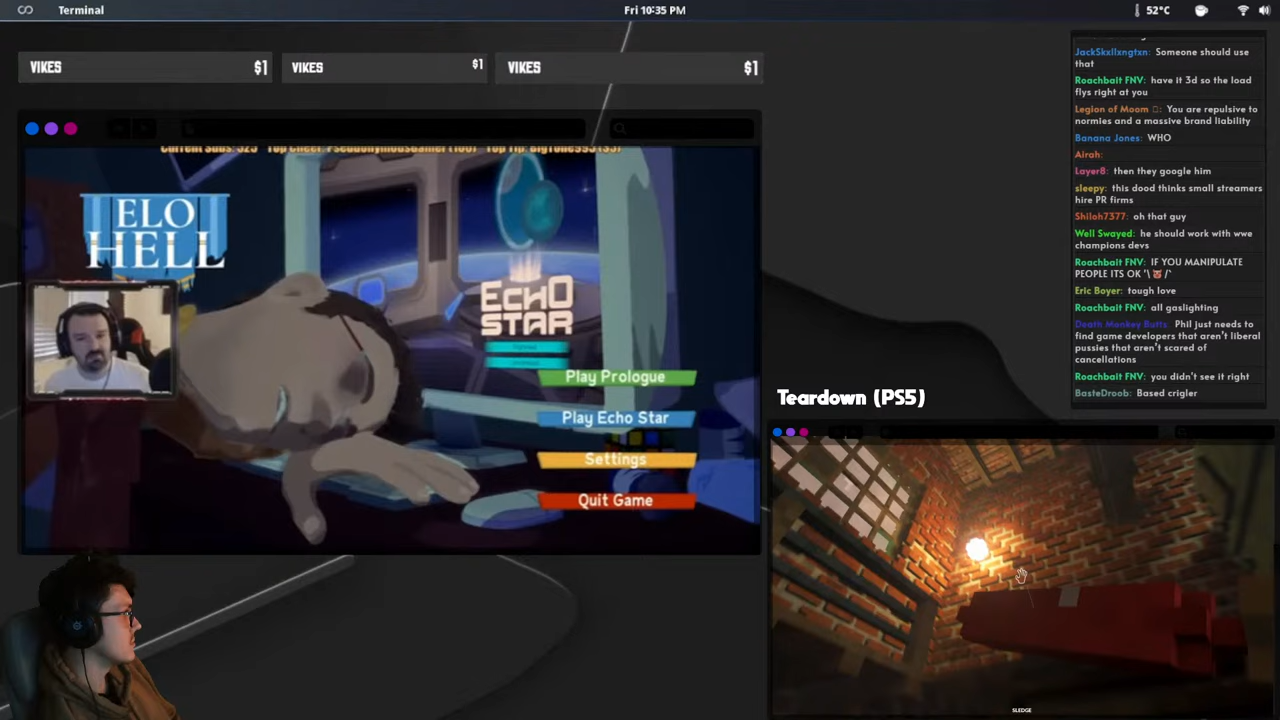 Terminal
Fri 10:35 PM
52°C
VIKES $1
VIKES $1
VIKES $1
ELO
HELL
ECHO
STAR
Play Prologue
Play Echo Star
Settings
Quit Game
Teardown (PS5)
SLEDGE
JackSkxllxngtxn: Someone should use
that
Roachbait FNV: have it 3d so the load
flys right at you
Legion of Moom : You are repulsive to
normies and a massive brand liability
Banana Jones: WHO
Airah:
Layer8: then they google him
sleepy: this dood thinks small streamers
hire PR firms
Shiloh7377: oh that guy
Well Swayed: he should work with wwe
champions devs
Roachbait FNV: IF YOU MANIPULATE
PEOPLE ITS OK '\ /'
Eric Boyer: tough love
Roachbait FNV: all gaslighting
Death Monkey Butts: Phil just needs to
find game developers that aren't liberal
pussies that aren't scared of
cancellations
Roachbait FNV: you didn't see it right
BasteDroob: Based crigler